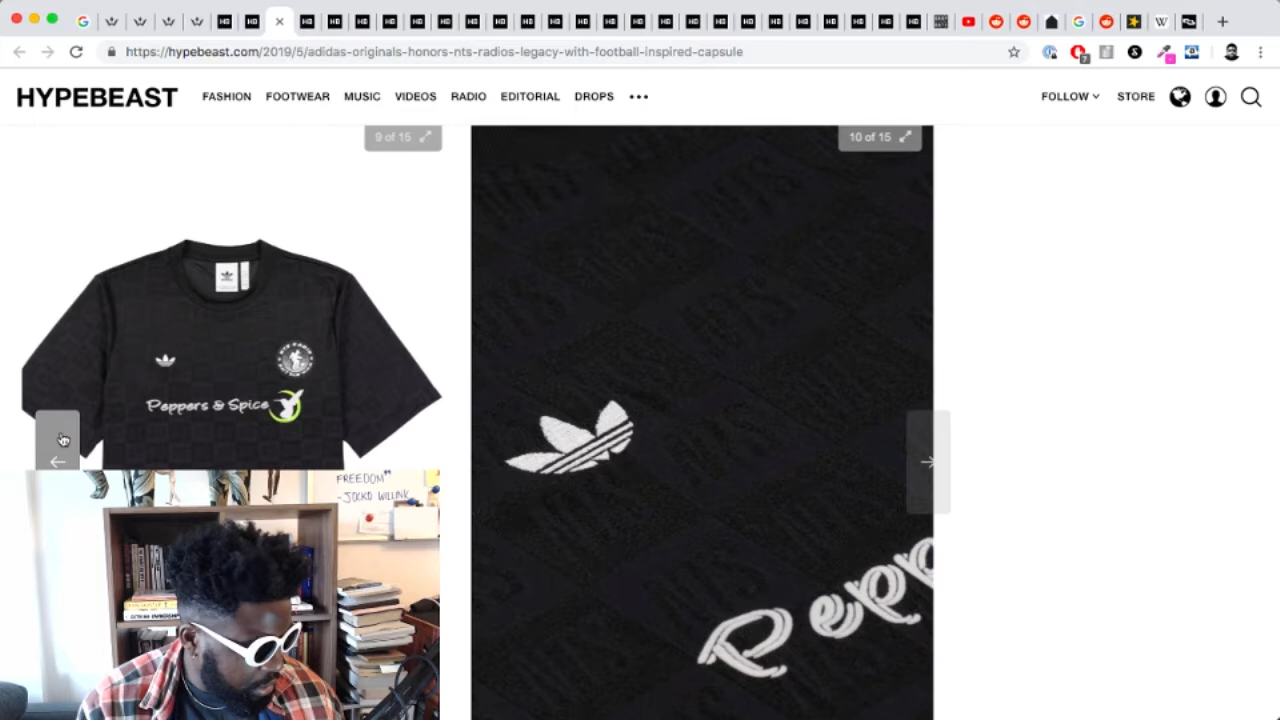 https://hypebeast.com/2019/5/adidas-originals-honors-nts-radios-legacy-with-football-inspired-capsule
HYPEBEAST FASHION FOOTWEAR MUSIC VIDEOS RADIO EDITORIAL DROPS ••• FOLLOW STORE
9 of 15
10 of 15
Peppers & Spice
NTS
Pepp
FREEDOM"
-JOCKO WILLINK